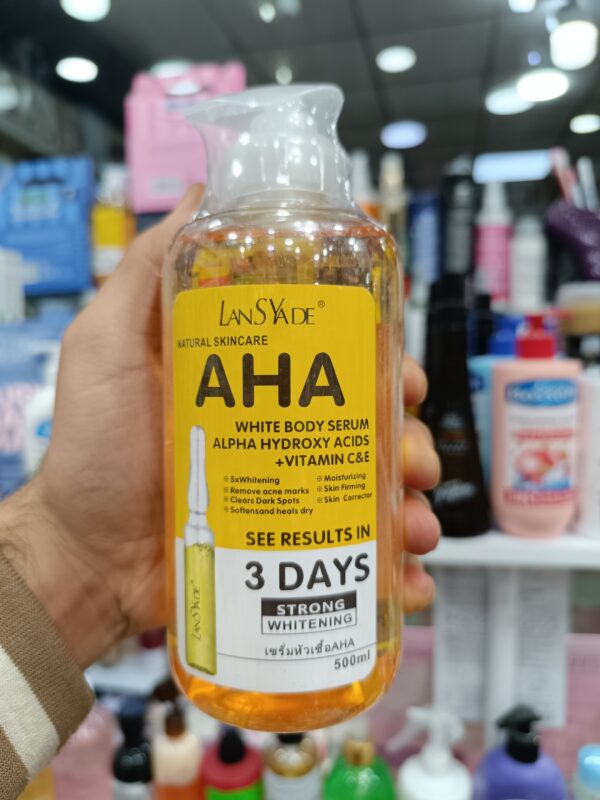 LANSYADE®
NATURAL SKINCARE
AHA
WHITE BODY SERUM
ALPHA HYDROXY ACIDS
+VITAMIN C&E
※5xWhitening
※Remove acne marks
※Clears Dark Spots
※Softensand heals dry
※Moisturizing
※Skin Firming
※Skin Corrector
SEE RESULTS IN
3 DAYS
STRONG
WHITENING
เซรั่มหัวเชื้อAHA
500ml
LANSYADE